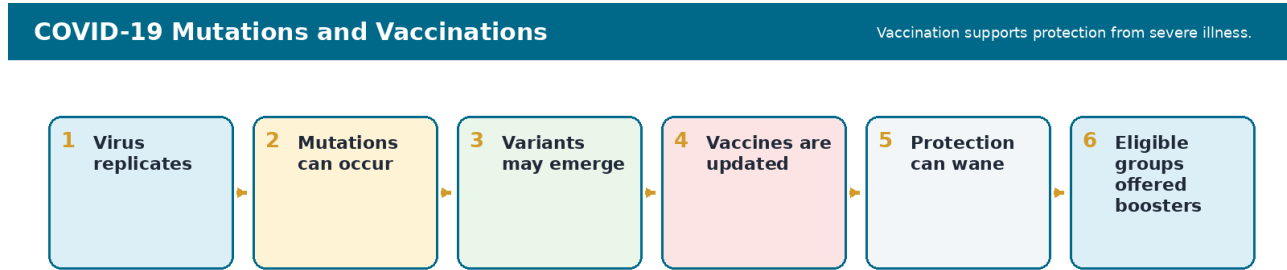 COVID-19 Mutations and Vaccinations
Vaccination supports protection from severe illness.
1 Virus
replicates
2 Mutations
can occur
3 Variants
may emerge
4 Vaccines are
updated
5 Protection
can wane
6 Eligible
groups
offered
boosters